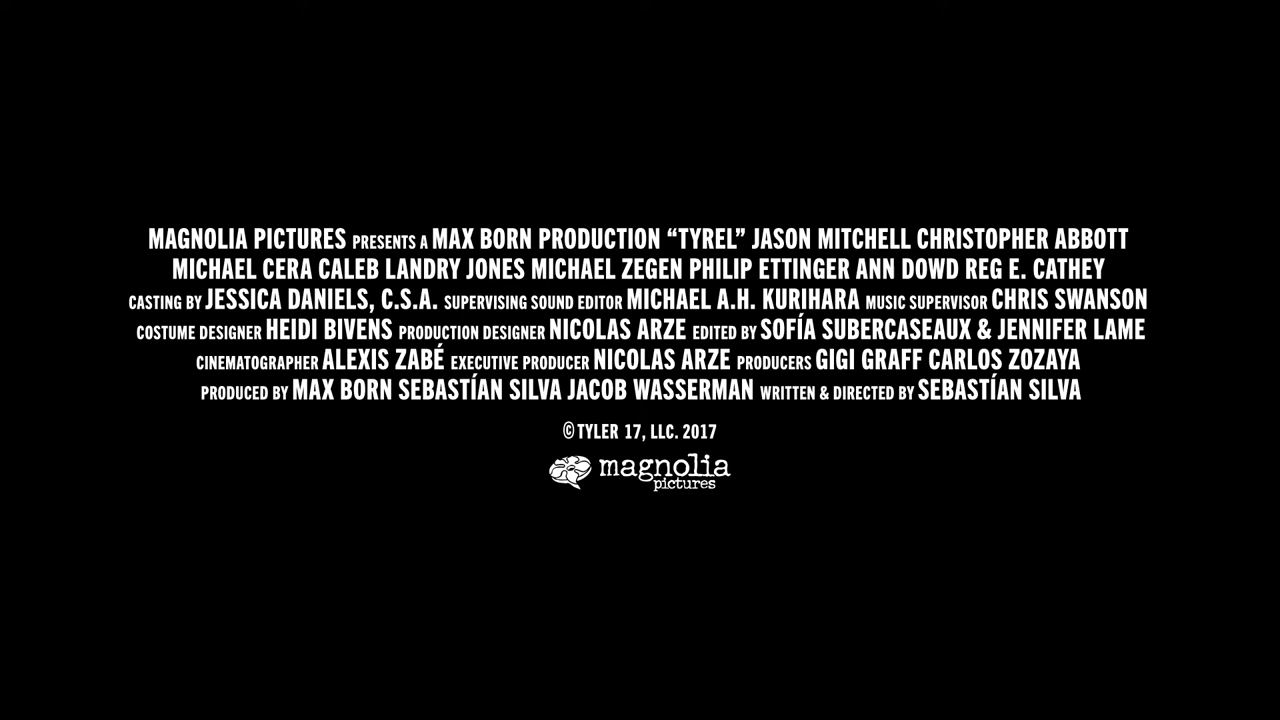 MAGNOLIA PICTURES PRESENTS A MAX BORN PRODUCTION “TYREL” JASON MITCHELL CHRISTOPHER ABBOTT
MICHAEL CERA CALEB LANDRY JONES MICHAEL ZEGEN PHILIP ETTINGER ANN DOWD REG E. CATHEY
CASTING BY JESSICA DANIELS, C.S.A. SUPERVISING SOUND EDITOR MICHAEL A.H. KURIHARA MUSIC SUPERVISOR CHRIS SWANSON
COSTUME DESIGNER HEIDI BIVENS PRODUCTION DESIGNER NICOLAS ARZE EDITED BY SOFÍA SUBERCASEAUX & JENNIFER LAME
CINEMATOGRAPHER ALEXIS ZABÉ EXECUTIVE PRODUCER NICOLAS ARZE PRODUCERS GIGI GRAFF CARLOS ZOZAYA
PRODUCED BY MAX BORN SEBASTÍAN SILVA JACOB WASSERMAN WRITTEN & DIRECTED BY SEBASTÍAN SILVA
©TYLER 17, LLC. 2017
magnolia
pictures